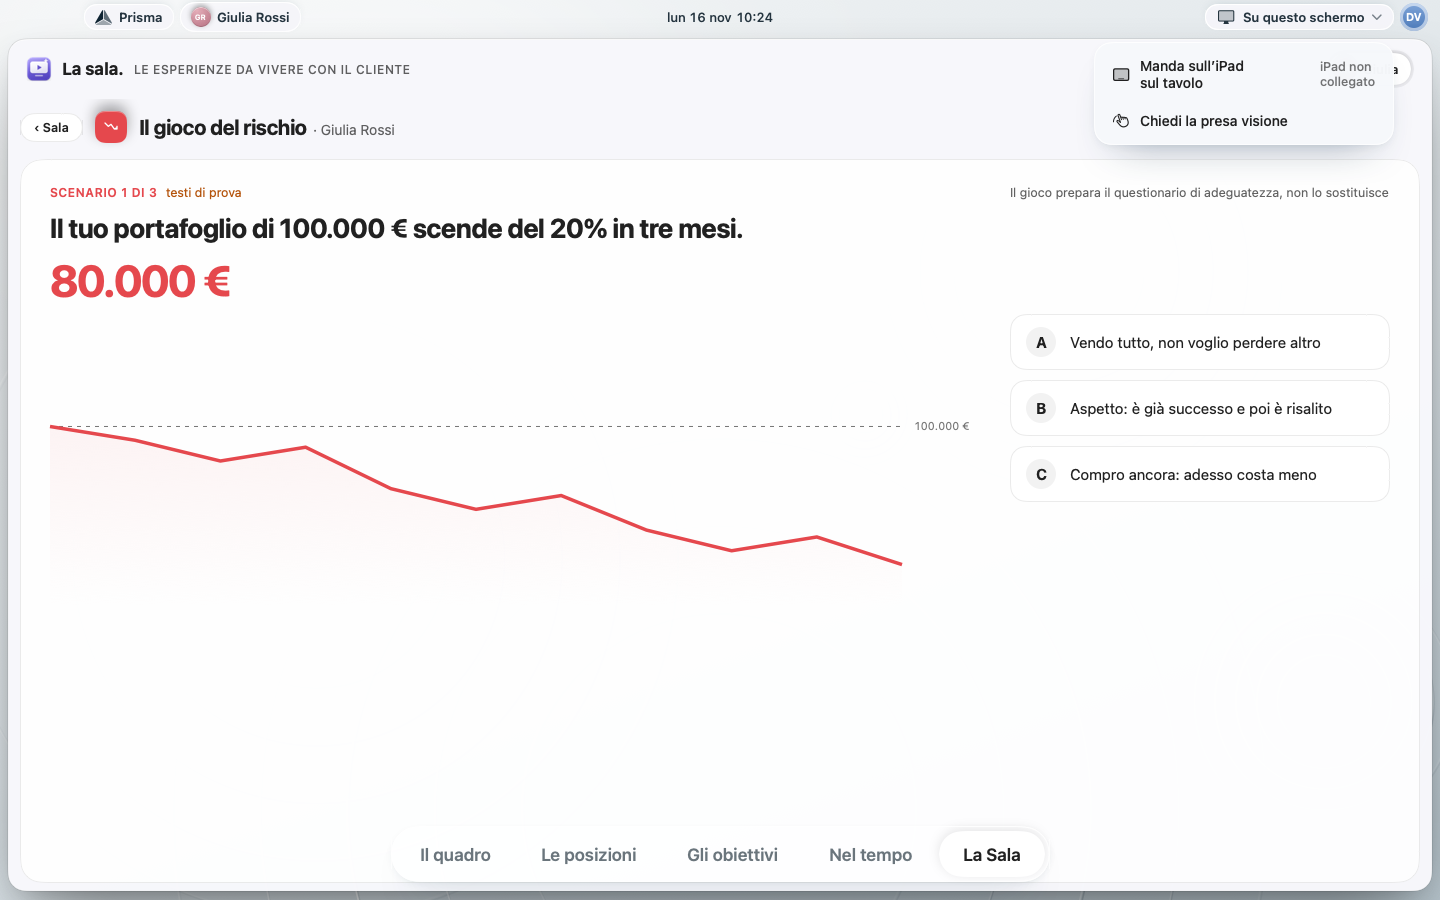 Prisma
GR
Giulia Rossi
lun 16 nov 10:24
Su questo schermo
DV
La sala.
LE ESPERIENZE DA VIVERE CON IL CLIENTE
Manda sull'iPad
sul tavolo
iPad non
collegato
Chiedi la presa visione
‹ Sala
Il gioco del rischio
· Giulia Rossi
SCENARIO 1 DI 3
testi di prova
Il gioco prepara il questionario di adeguatezza, non lo sostituisce
Il tuo portafoglio di 100.000 € scende del 20% in tre mesi.
80.000 €
A
Vendo tutto, non voglio perdere altro
B
Aspetto: è già successo e poi è risalito
C
Compro ancora: adesso costa meno
100.000 €
Il quadro
Le posizioni
Gli obiettivi
Nel tempo
La Sala